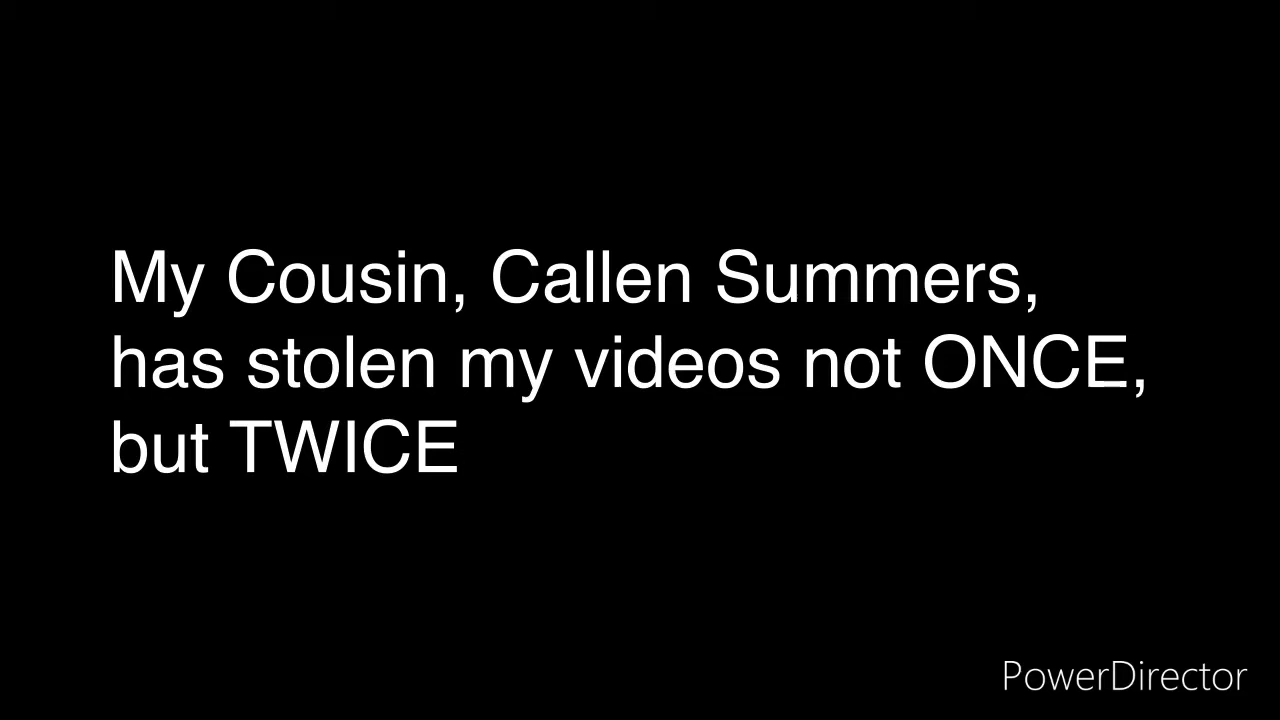 My Cousin, Callen Summers,
has stolen my videos not ONCE,
but TWICE
PowerDirector